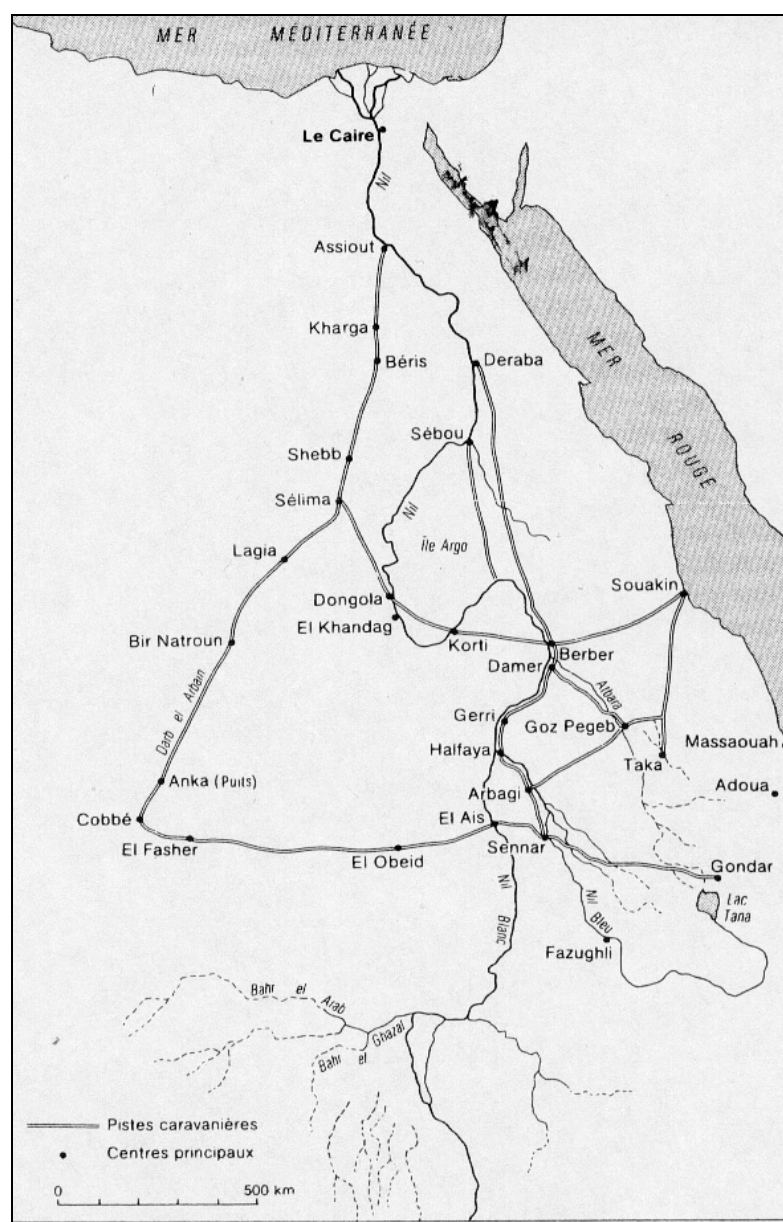 MER MÉDITERRANÉE
Le Caire
Nil
Assiout
Kharga
Béris
Deraba
MER ROUGE
Sébou
Shebb
Sélima
Nil
Île Argo
Lagia
Souakin
Dongola
El Khandag
Korti
Bir Natroun
Berber
Damer
Atbara
Darb el Arbain
Gerri
Goz Pegeb
Halfaya
Massaouah
Taka
Anka (Puits)
Arbagi
Adoua
Cobbé
El Ais
El Fasher
El Obeid
Sennar
Gondar
Nil Blanc
Nil Bleu
Lac
Tana
Fazughli
Bahr el Arab
Bahr el Ghazal
Pistes caravanières
Centres principaux
0 500 km